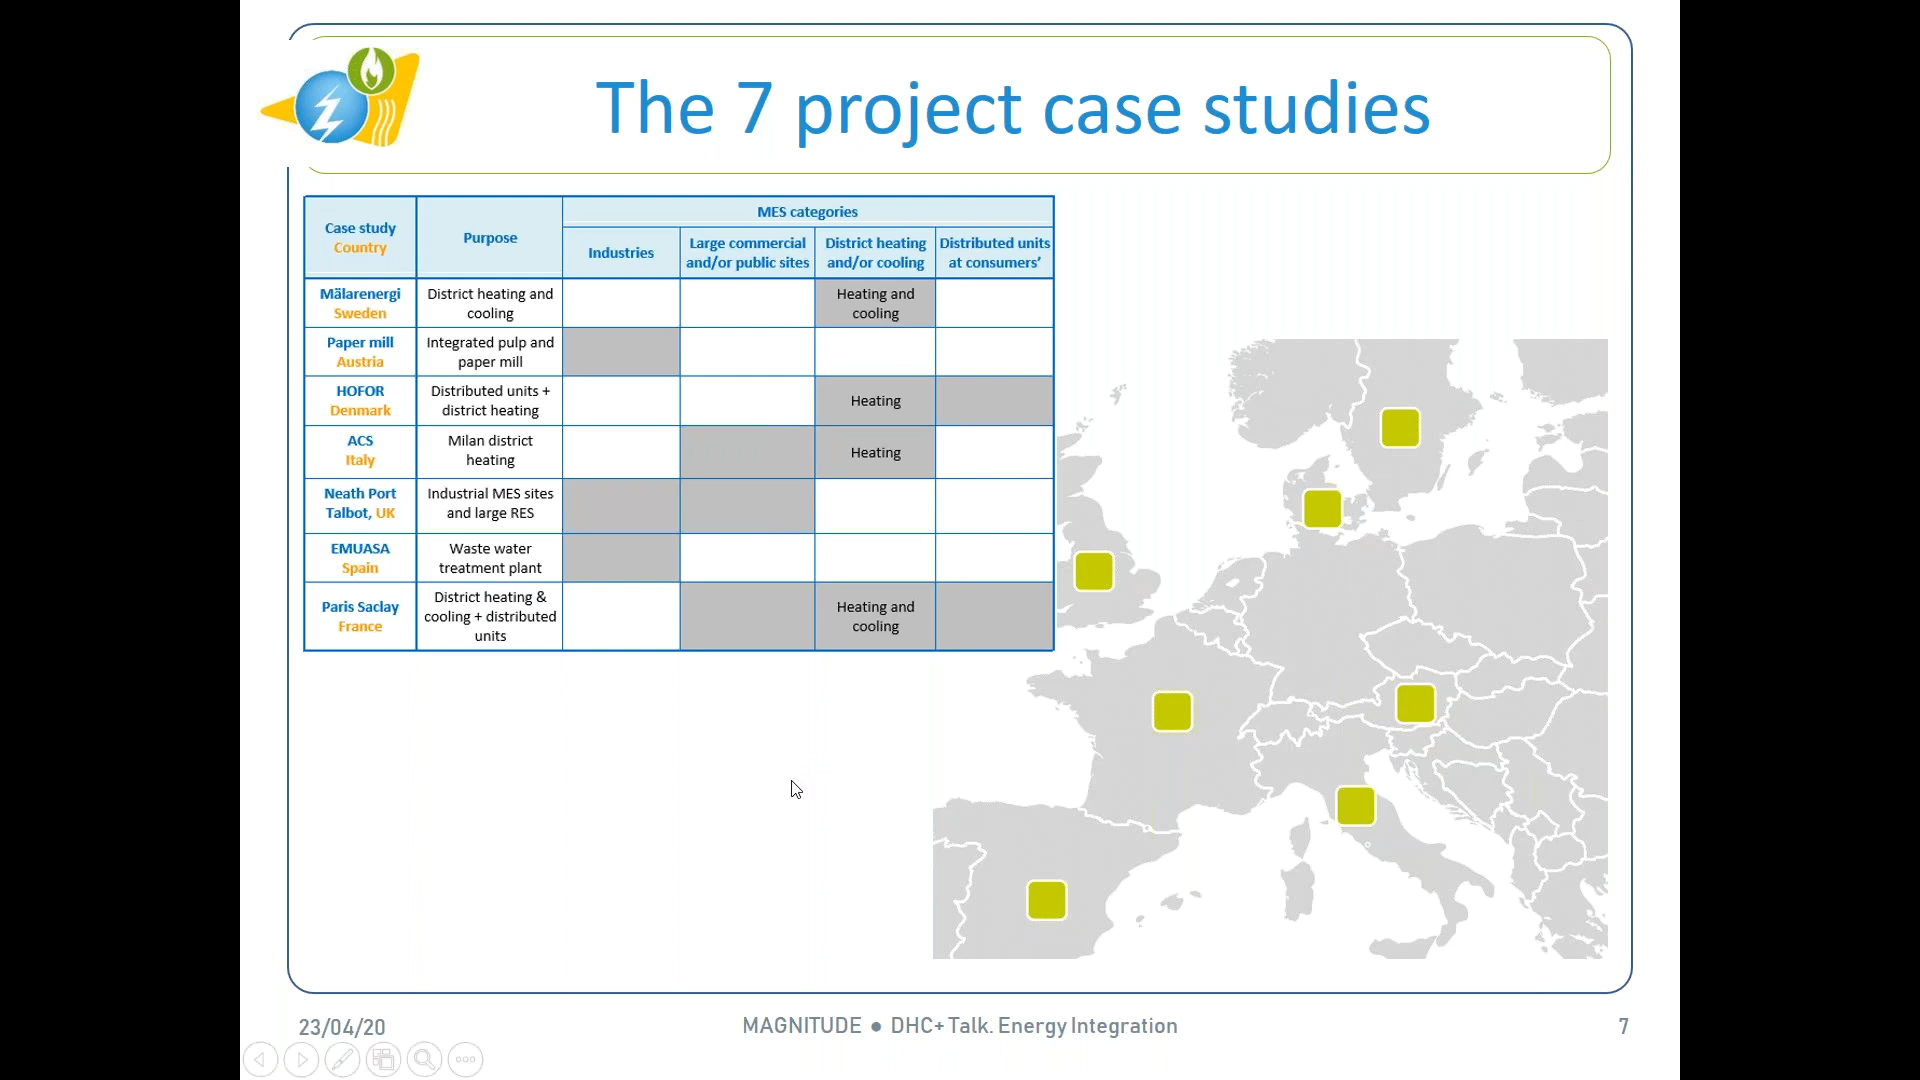 The 7 project case studies
Case study
Country
Purpose
MES categories
Industries
Large commercial
and/or public sites
District heating
and/or cooling
Distributed units
at consumers’
Mälarenergi
Sweden
District heating and
cooling
Heating and
cooling
Paper mill
Austria
Integrated pulp and
paper mill
HOFOR
Denmark
Distributed units +
district heating
Heating
ACS
Italy
Milan district
heating
Heating
Neath Port
Talbot, UK
Industrial MES sites
and large RES
EMUASA
Spain
Waste water
treatment plant
Paris Saclay
France
District heating &
cooling + distributed
units
Heating and
cooling
23/04/20
MAGNITUDE ● DHC+ Talk. Energy Integration
7